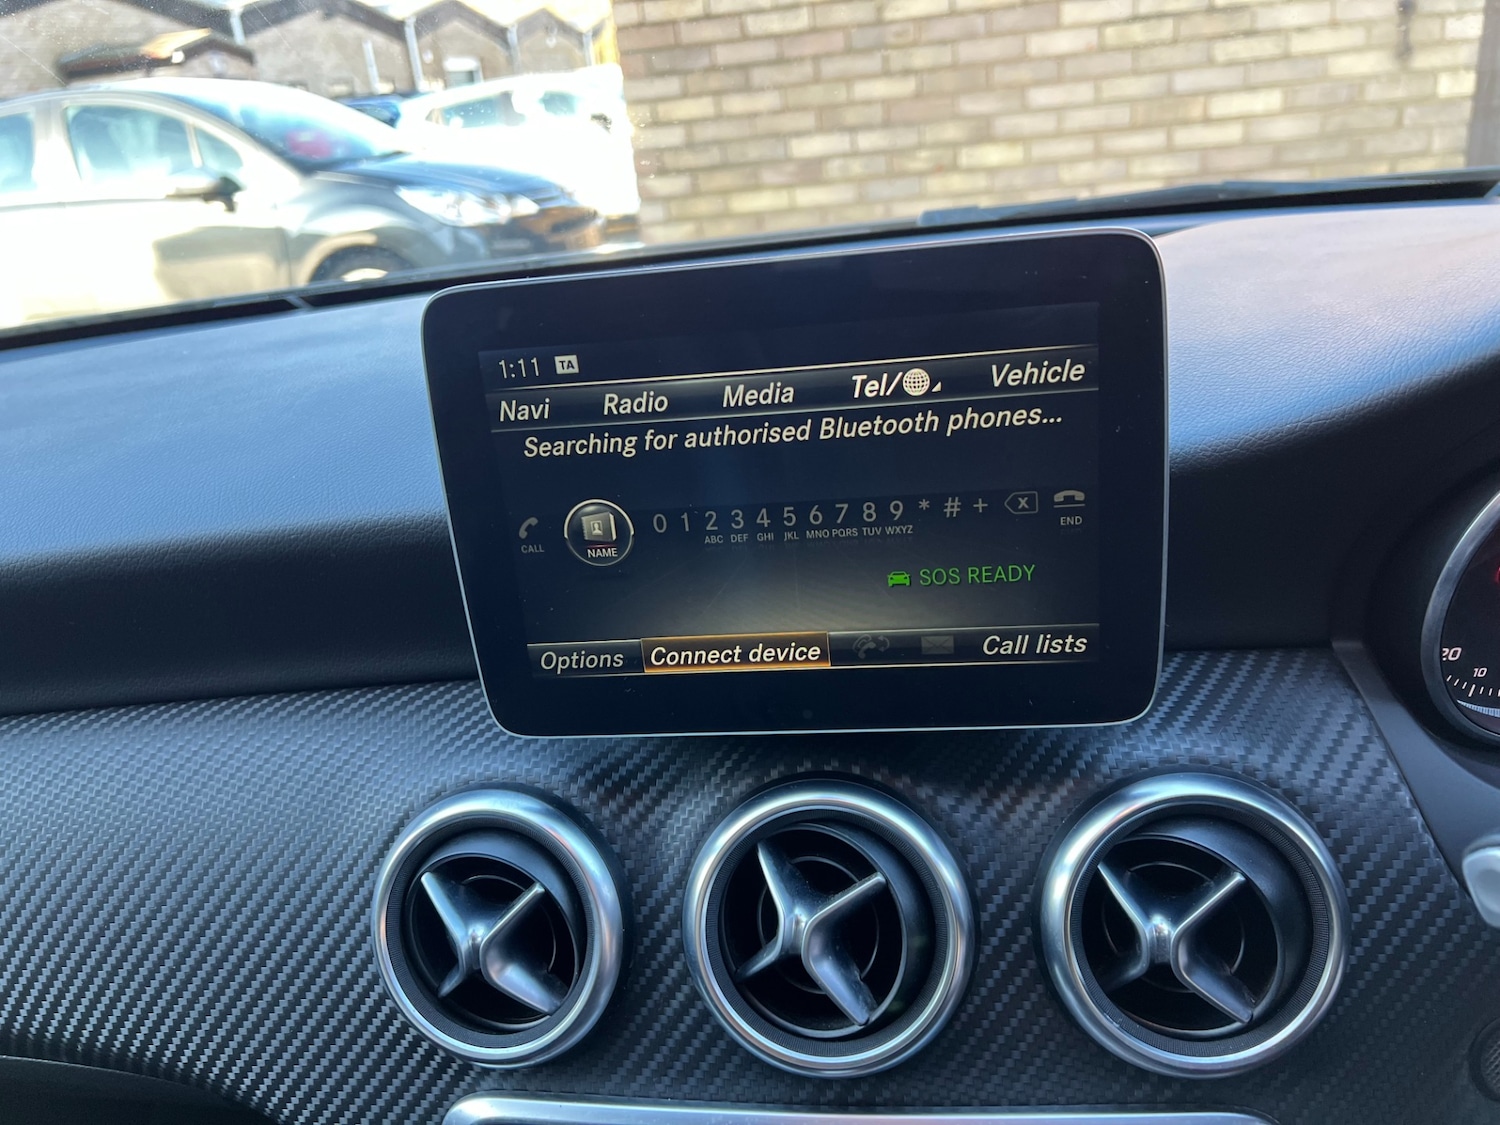 1:11 TA
Navi Radio Media Tel/ Vehicle
Searching for authorised Bluetooth phones...
CALL NAME 0 1 2 3 4 5 6 7 8 9 * # + X END
ABC DEF GHI JKL MNO PQRS TUV WXYZ
SOS READY
Options Connect device Call lists
20
10